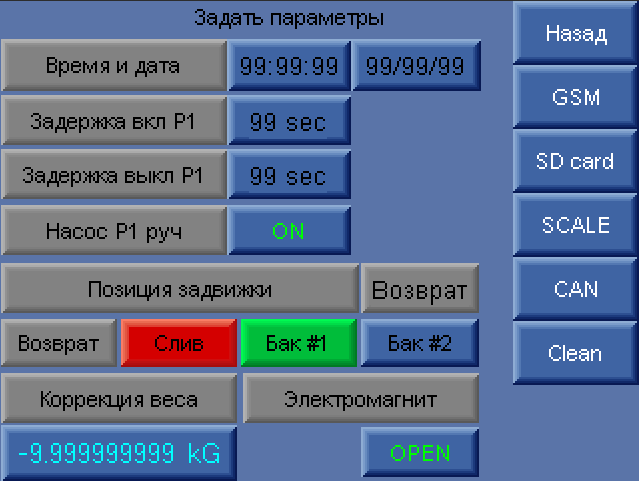 Задать параметры
Время и дата 99:99:99 99/99/99
Задержка вкл P1 99 sec
Задержка выкл P1 99 sec
Насос P1 руч ON
Позиция задвижки Возврат
Возврат Слив Бак #1 Бак #2
Коррекция веса Электромагнит
-9.999999999 kG OPEN
Назад
GSM
SD card
SCALE
CAN
Clean